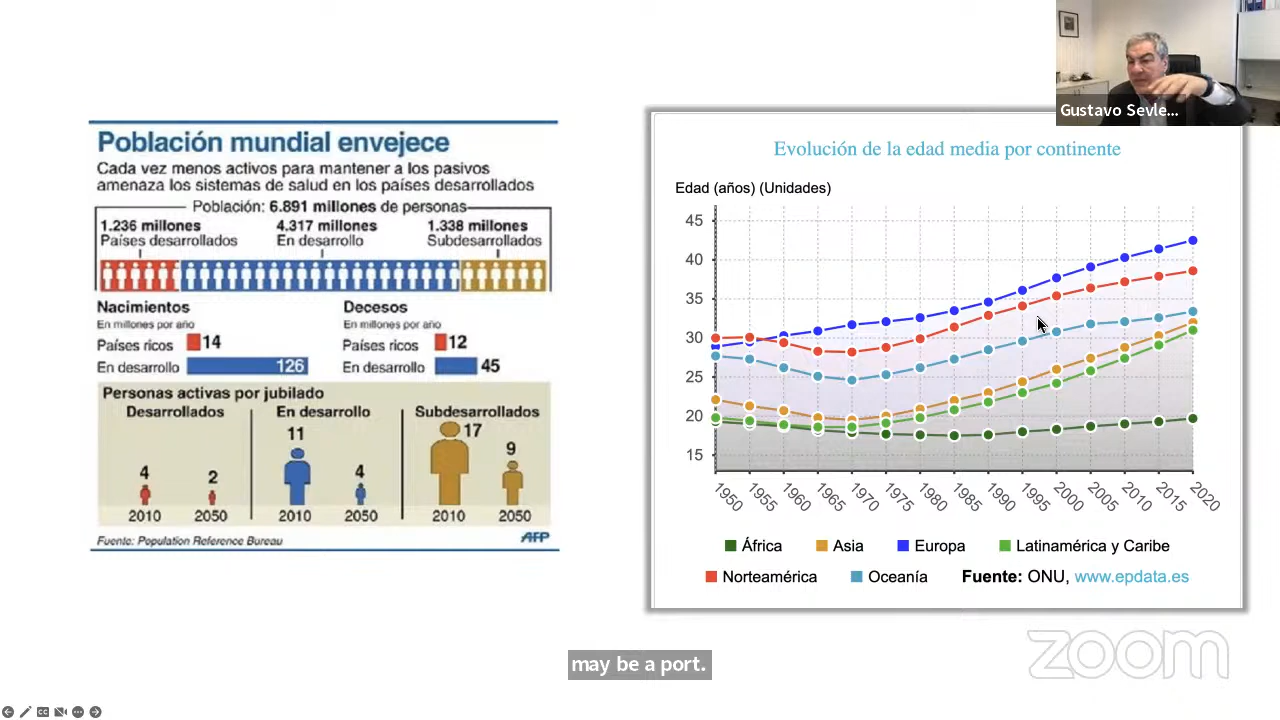 Gustavo Sevle...
Población mundial envejece
Cada vez menos activos para mantener a los pasivos
amenaza los sistemas de salud en los países desarrollados
Población: 6.891 millones de personas
1.236 millones 4.317 millones 1.338 millones
Países desarrollados En desarrollo Subdesarrollados
Nacimientos Decesos
En millones por año En millones por año
Países ricos 14 Países ricos 12
En desarrollo 126 En desarrollo 45
Personas activas por jubilado
Desarrollados En desarrollo Subdesarrollados
4 2 11 4 17 9
2010 2050 2010 2050 2010 2050
Fuente: Population Reference Bureau AFP
Evolución de la edad media por continente
Edad (años) (Unidades)
45
40
35
30
25
20
15
1950 1955 1960 1965 1970 1975 1980 1985 1990 1995 2000 2005 2010 2015 2020
África Asia Europa Latinamérica y Caribe
Norteamérica Oceanía Fuente: ONU, www.epdata.es
may be a port.
zoom